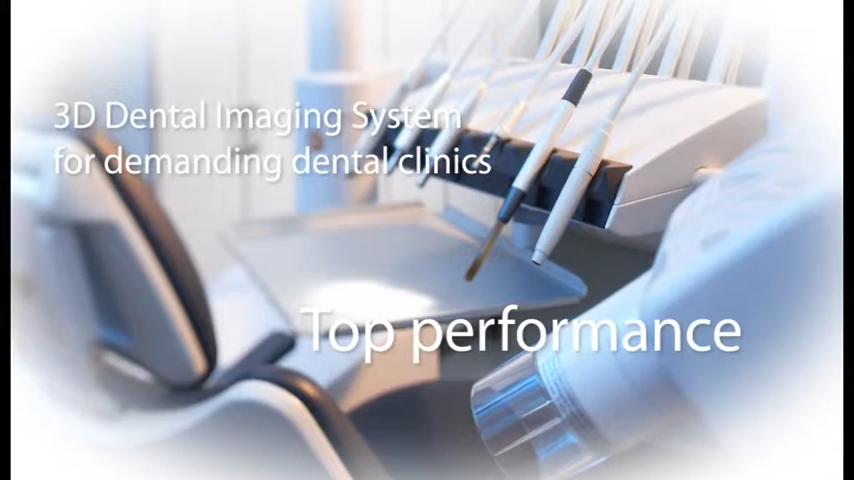 3D Dental Imaging System
for demanding dental clinics
Top performance